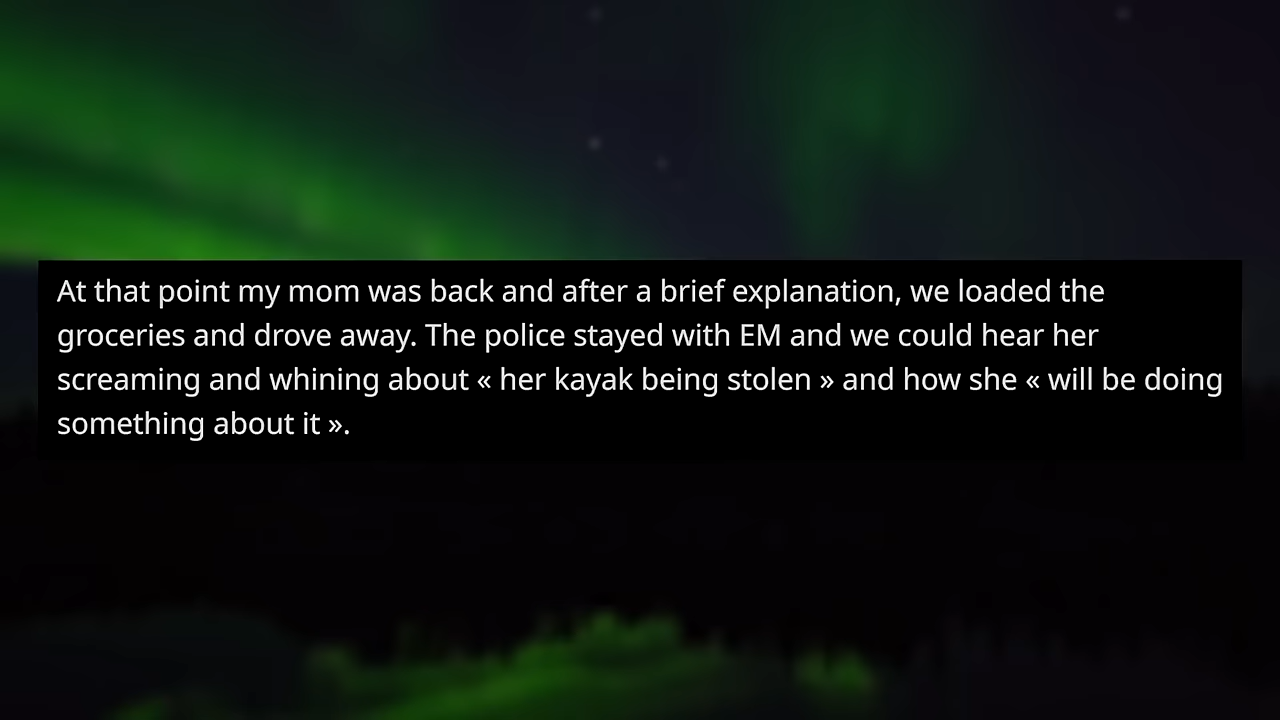 At that point my mom was back and after a brief explanation, we loaded the
groceries and drove away. The police stayed with EM and we could hear her
screaming and whining about « her kayak being stolen » and how she « will be doing
something about it ».